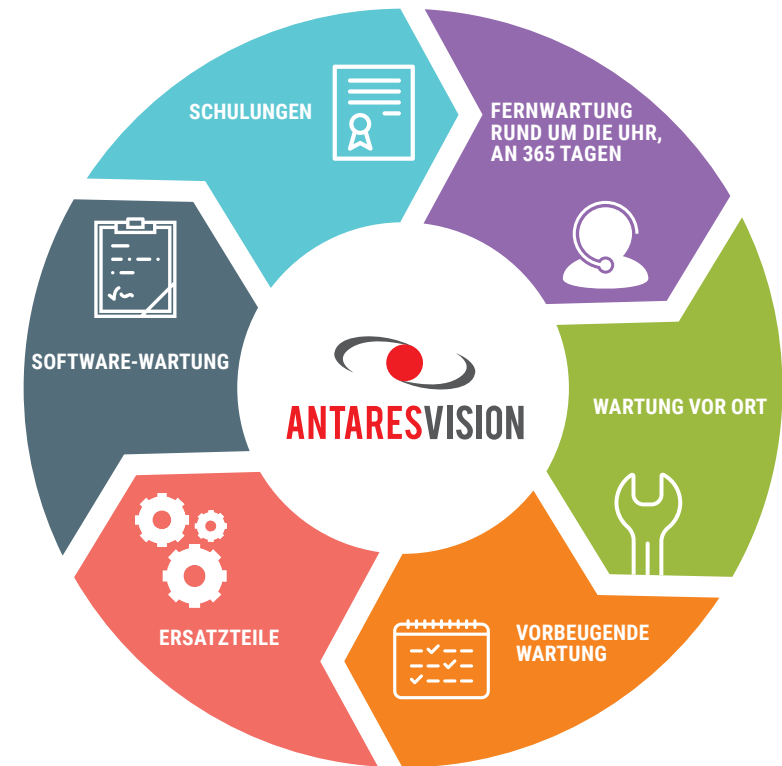 SCHULUNGEN
FERNWARTUNG
RUND UM DIE UHR,
AN 365 TAGEN
WARTUNG VOR ORT
VORBEUGENDE
WARTUNG
ERSATZTEILE
SOFTWARE-WARTUNG
ANTARESVISION